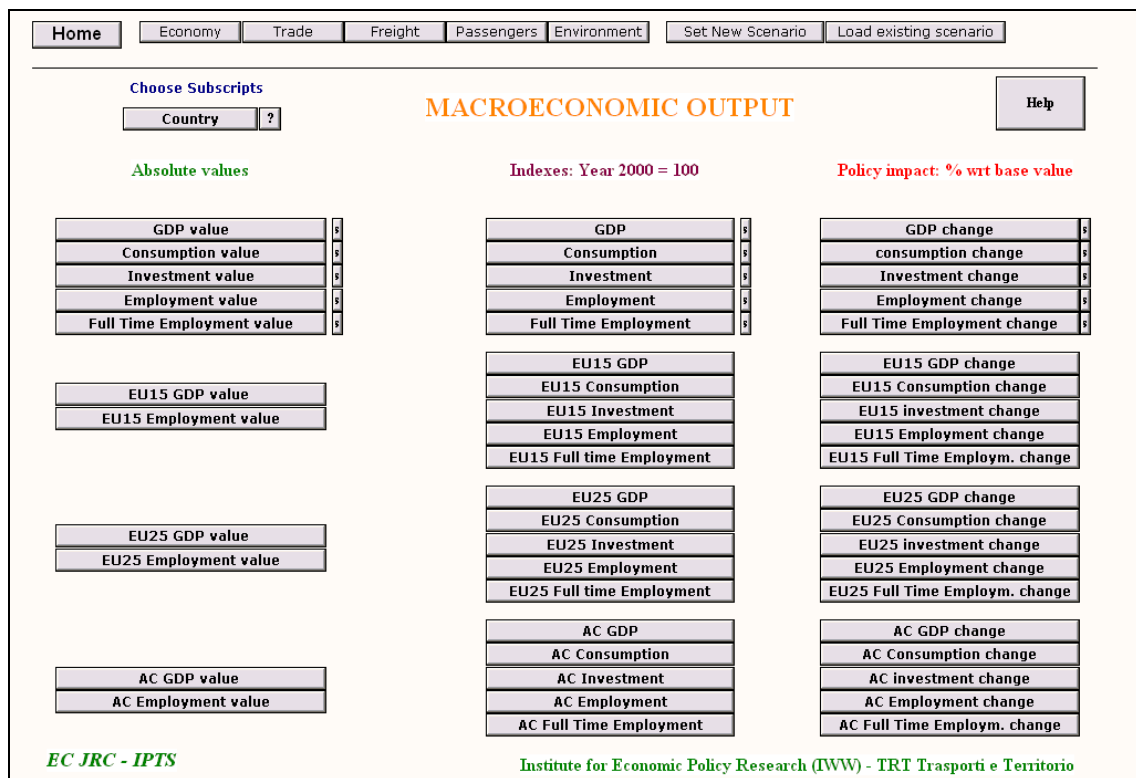 Home Economy Trade Freight Passengers Environment Set New Scenario Load existing scenario
Choose Subscripts
Country ?
MACROECONOMIC OUTPUT
Help
Absolute values
GDP value s
Consumption value s
Investment value s
Employment value s
Full Time Employment value s
EU15 GDP value
EU15 Employment value
EU25 GDP value
EU25 Employment value
AC GDP value
AC Employment value
Indexes: Year 2000 = 100
GDP s
Consumption s
Investment s
Employment s
Full Time Employment s
EU15 GDP
EU15 Consumption
EU15 Investment
EU15 Employment
EU15 Full time Employment
EU25 GDP
EU25 Consumption
EU25 Investment
EU25 Employment
EU25 Full time Employment
AC GDP
AC Consumption
AC Investment
AC Employment
AC Full Time Employment
Policy impact: % wrt base value
GDP change s
consumption change s
Investment change s
Employment change s
Full Time Employment change s
EU15 GDP change
EU15 Consumption change
EU15 investment change
EU15 Employment change
EU15 Full Time Employm. change
EU25 GDP change
EU25 Consumption change
EU25 investment change
EU25 Employment change
EU25 Full Time Employm. change
AC GDP change
AC Consumption change
AC investment change
AC Employment change
AC Full Time Employm. change
EC JRC - IPTS
Institute for Economic Policy Research (IWW) - TRT Trasporti e Territorio